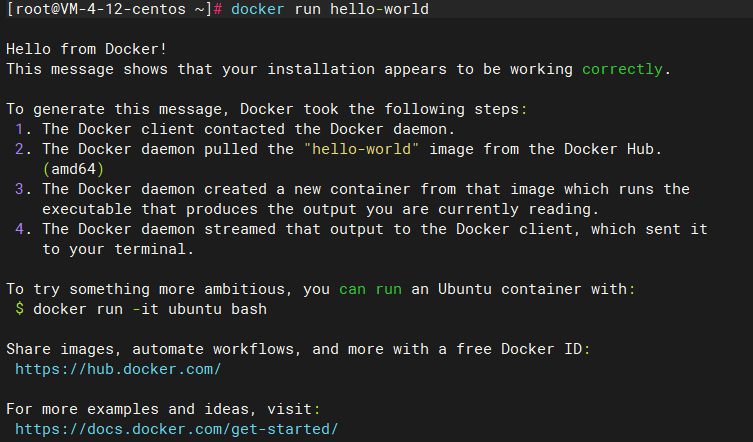 [root@VM-4-12-centos ~]# docker run hello-world
Hello from Docker!
This message shows that your installation appears to be working correctly.
To generate this message, Docker took the following steps:
1. The Docker client contacted the Docker daemon.
2. The Docker daemon pulled the "hello-world" image from the Docker Hub.
(amd64)
3. The Docker daemon created a new container from that image which runs the
executable that produces the output you are currently reading.
4. The Docker daemon streamed that output to the Docker client, which sent it
to your terminal.
To try something more ambitious, you can run an Ubuntu container with:
$ docker run -it ubuntu bash
Share images, automate workflows, and more with a free Docker ID:
https://hub.docker.com/
For more examples and ideas, visit:
https://docs.docker.com/get-started/